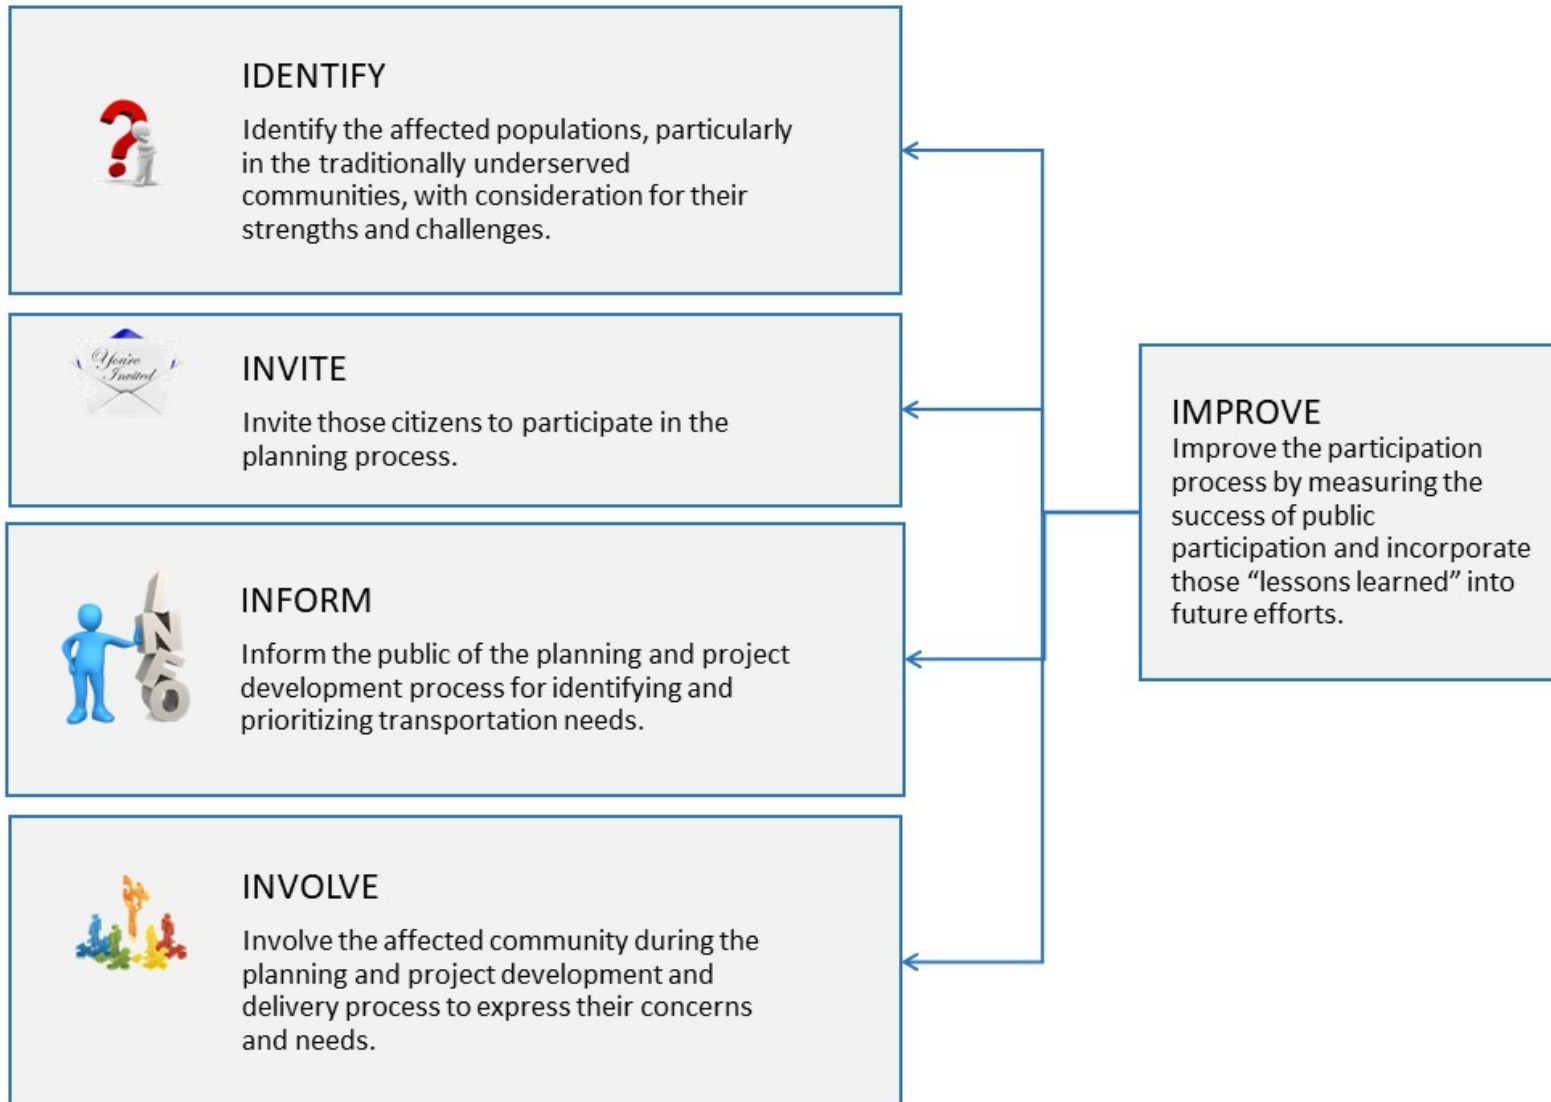 IDENTIFY
Identify the affected populations, particularly
in the traditionally underserved
communities, with consideration for their
strengths and challenges.
You're
Invited
INVITE
Invite those citizens to participate in the
planning process.
INFO
INFORM
Inform the public of the planning and project
development process for identifying and
prioritizing transportation needs.
INVOLVE
Involve the affected community during the
planning and project development and
delivery process to express their concerns
and needs.
IMPROVE
Improve the participation
process by measuring the
success of public
participation and incorporate
those “lessons learned” into
future efforts.